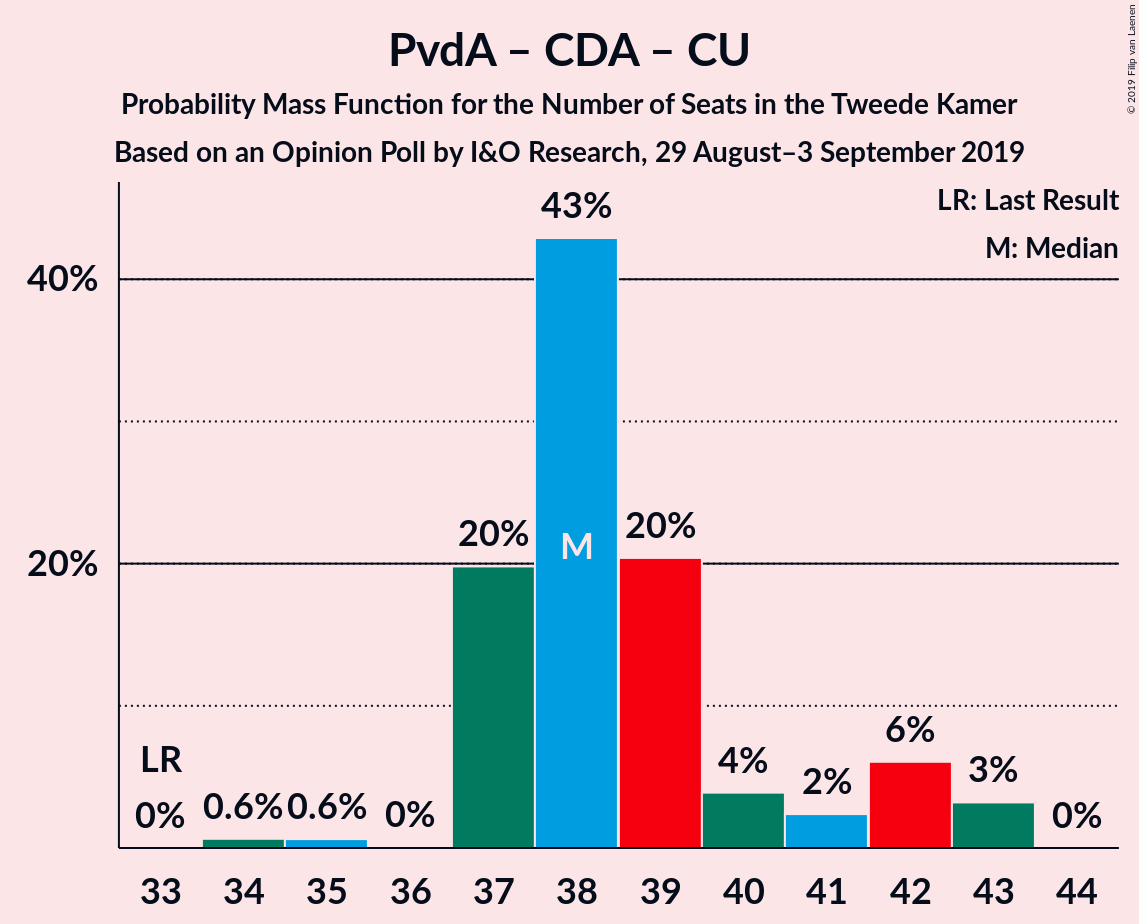 PvdA – CDA – CU
Probability Mass Function for the Number of Seats in the Tweede Kamer
Based on an Opinion Poll by I&O Research, 29 August–3 September 2019
© 2019 Filip van Laenen
LR: Last Result
M: Median
43%
40%
20%
20%
M
20%
LR
0%
0.6%
0.6%
0%
4%
2%
6%
3%
0%
33 34 35 36 37 38 39 40 41 42 43 44